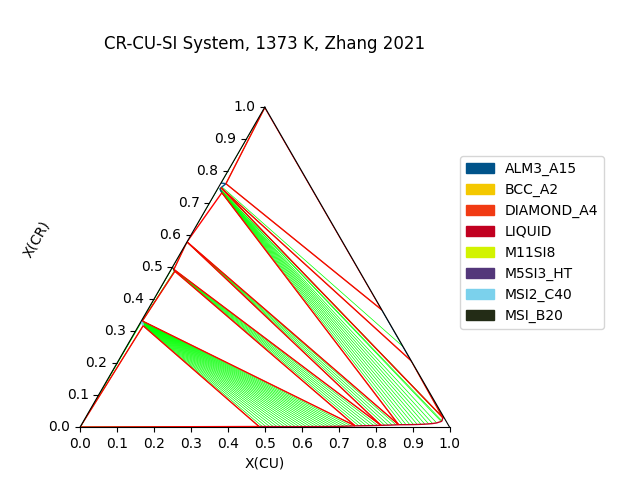 CR-CU-SI System, 1373 K, Zhang 2021
1.0
0.9
0.8
0.7
0.6
0.5
0.4
0.3
0.2
0.1
0.0
X(CR)
0.0 0.1 0.2 0.3 0.4 0.5 0.6 0.7 0.8 0.9 1.0
X(CU)
ALM3_A15
BCC_A2
DIAMOND_A4
LIQUID
M11SI8
M5SI3_HT
MSI2_C40
MSI_B20